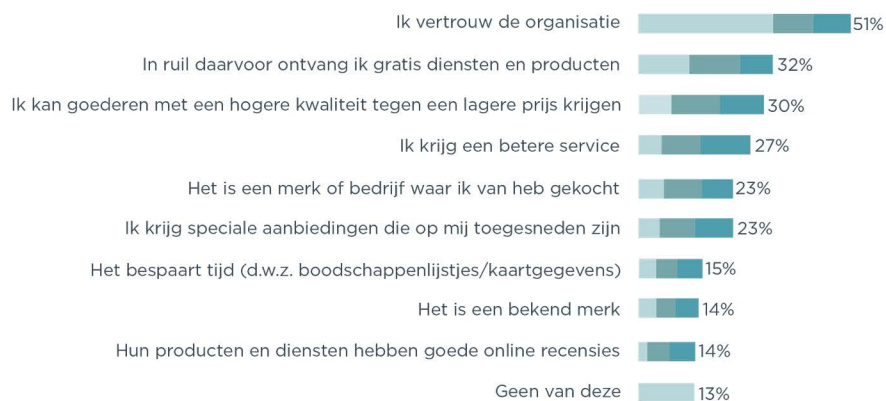 Ik vertrouw de organisatie 51%
In ruil daarvoor ontvang ik gratis diensten en producten 32%
Ik kan goederen met een hogere kwaliteit tegen een lagere prijs krijgen 30%
Ik krijg een betere service 27%
Het is een merk of bedrijf waar ik van heb gekocht 23%
Ik krijg speciale aanbiedingen die op mij toegesneden zijn 23%
Het bespaart tijd (d.w.z. boodschappenlijstjes/kaartgegevens) 15%
Het is een bekend merk 14%
Hun producten en diensten hebben goede online recensies 14%
Geen van deze 13%